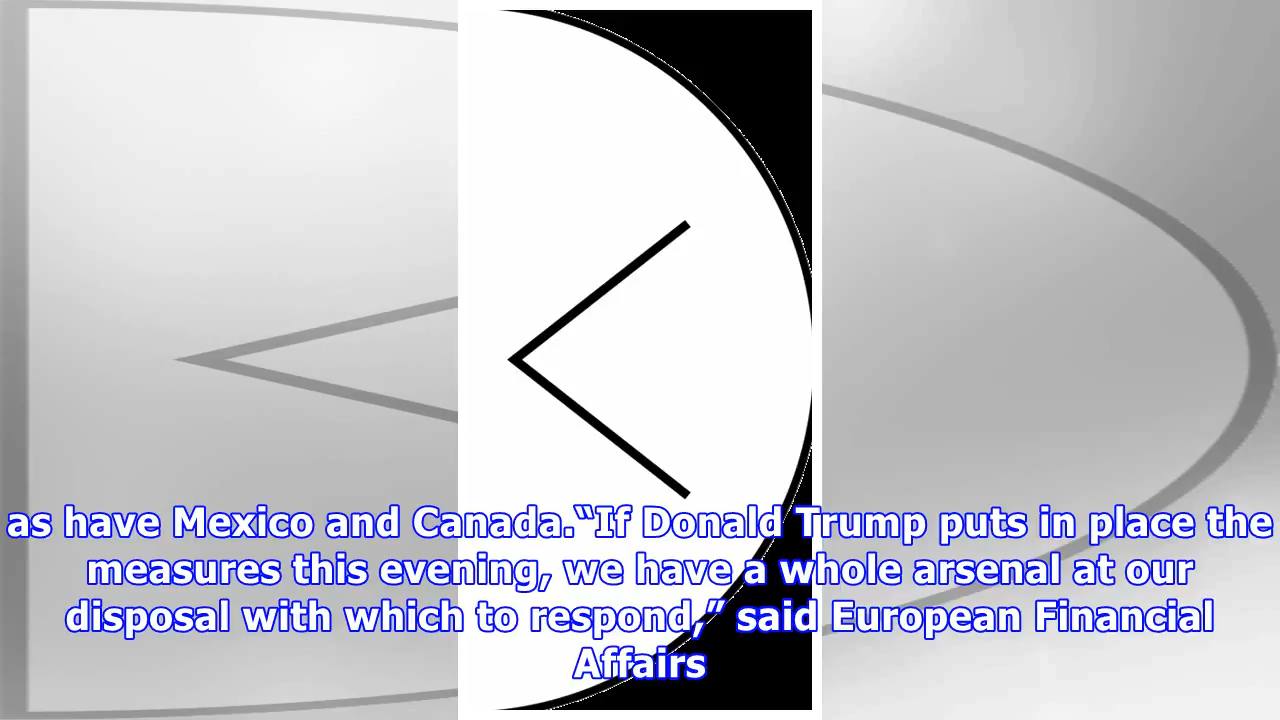 as have Mexico and Canada.“If Donald Trump puts in place the
measures this evening, we have a whole arsenal at our
disposal with which to respond,” said European Financial
Affairs